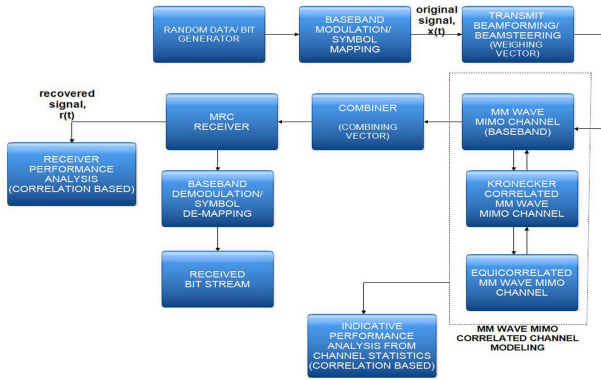 RANDOM DATA/ BIT
GENERATOR
BASEBAND
MODULATION/
SYMBOL
MAPPING
original
signal,
x(t)
TRANSMIT
BEAMFORMING/
BEAMSTEERING
(WEIGHING
VECTOR)
recovered
signal,
r(t)
MRC
RECEIVER
COMBINER
(COMBINING
VECTOR)
MM WAVE
MIMO CHANNEL
(BASEBAND)
RECEIVER
PERFORMANCE
ANALYSIS
(CORRELATION BASED)
BASEBAND
DEMODULATION/
SYMBOL
DE-MAPPING
KRONECKER
CORRELATED
MM WAVE
MIMO CHANNEL
RECEIVED
BIT STREAM
EQUICORRELATED
MM WAVE MIMO
CHANNEL
INDICATIVE
PERFORMANCE
ANALYSIS FROM
CHANNEL STATISTICS
(CORRELATION BASED)
MM WAVE MIMO
CORRELATED CHANNEL
MODELING